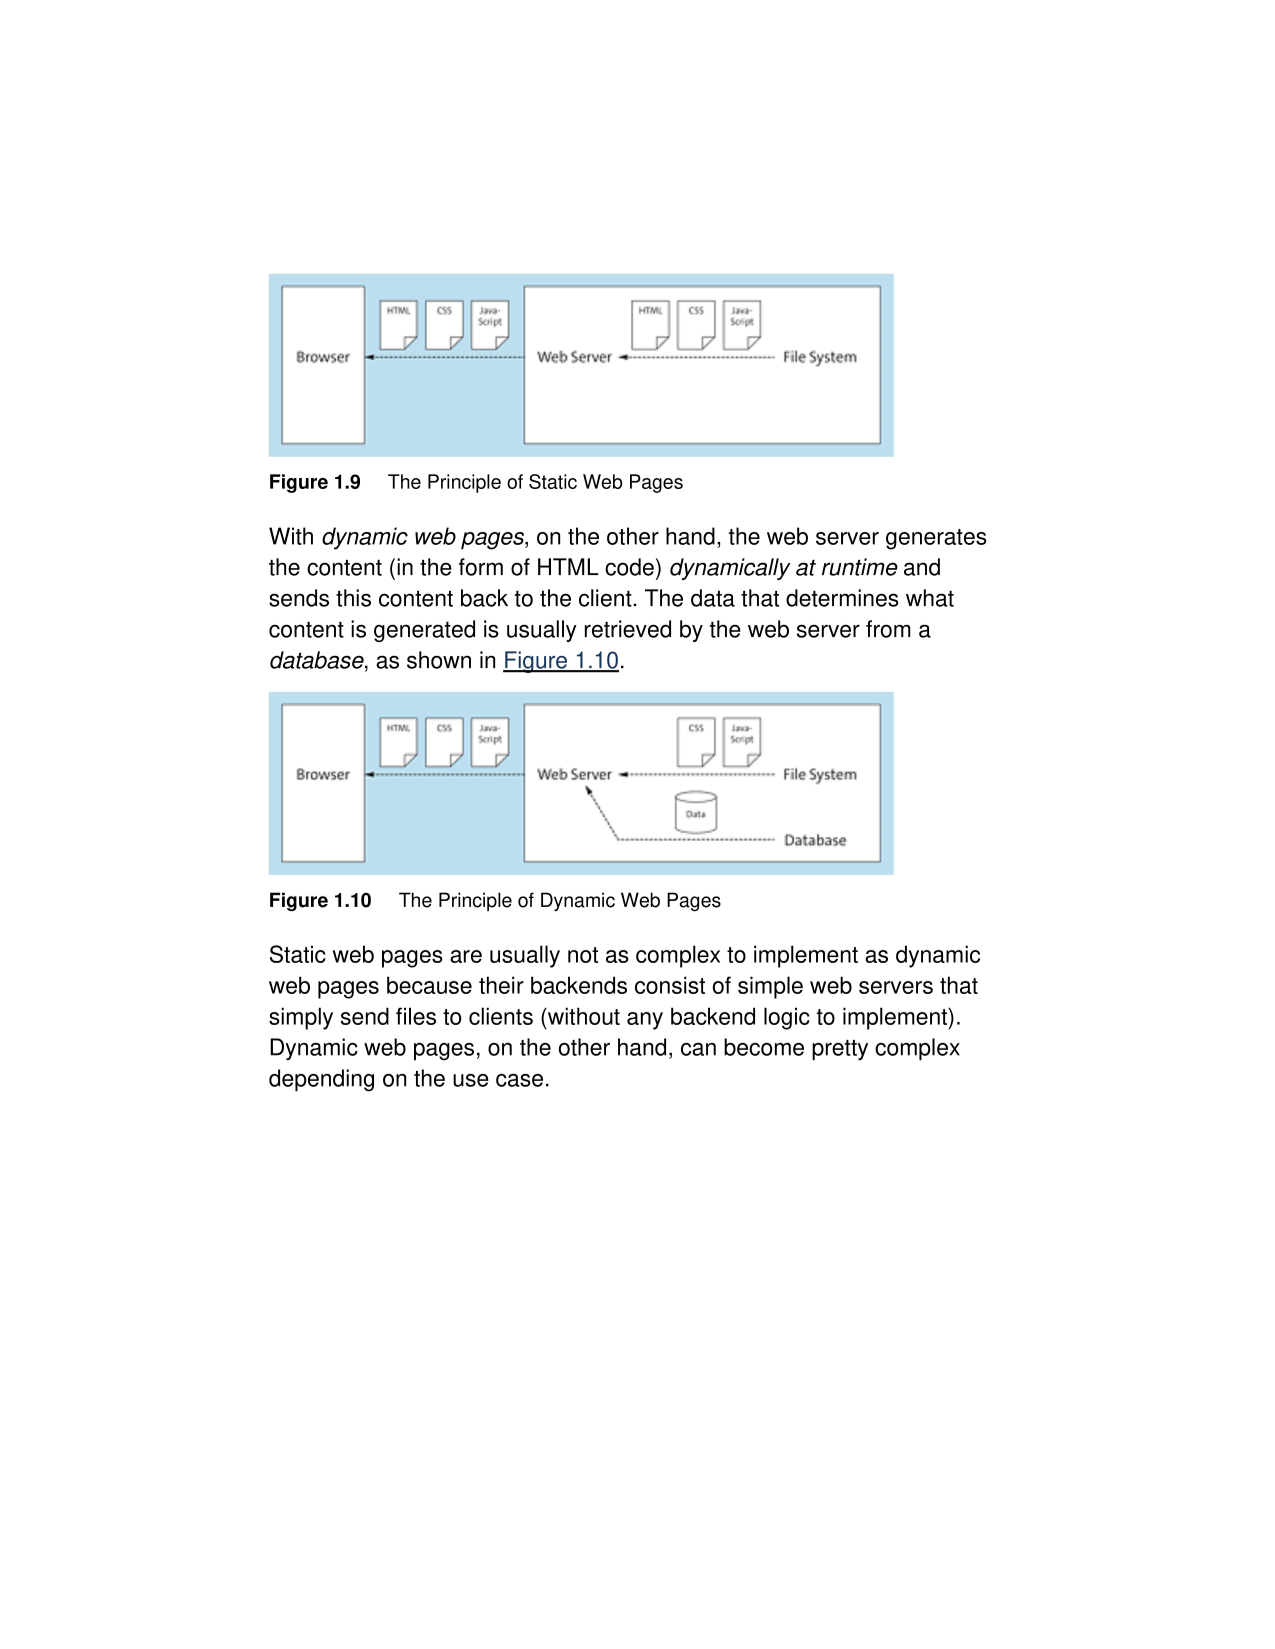 HTML CSS Java-
Script
HTML CSS Java-
Script
Browser Web Server File System
Figure 1.9 The Principle of Static Web Pages
With dynamic web pages, on the other hand, the web server generates
the content (in the form of HTML code) dynamically at runtime and
sends this content back to the client. The data that determines what
content is generated is usually retrieved by the web server from a
database, as shown in Figure 1.10.
HTML CSS Java-
Script
CSS Java-
Script
Browser Web Server File System
Data
Database
Figure 1.10 The Principle of Dynamic Web Pages
Static web pages are usually not as complex to implement as dynamic
web pages because their backends consist of simple web servers that
simply send files to clients (without any backend logic to implement).
Dynamic web pages, on the other hand, can become pretty complex
depending on the use case.